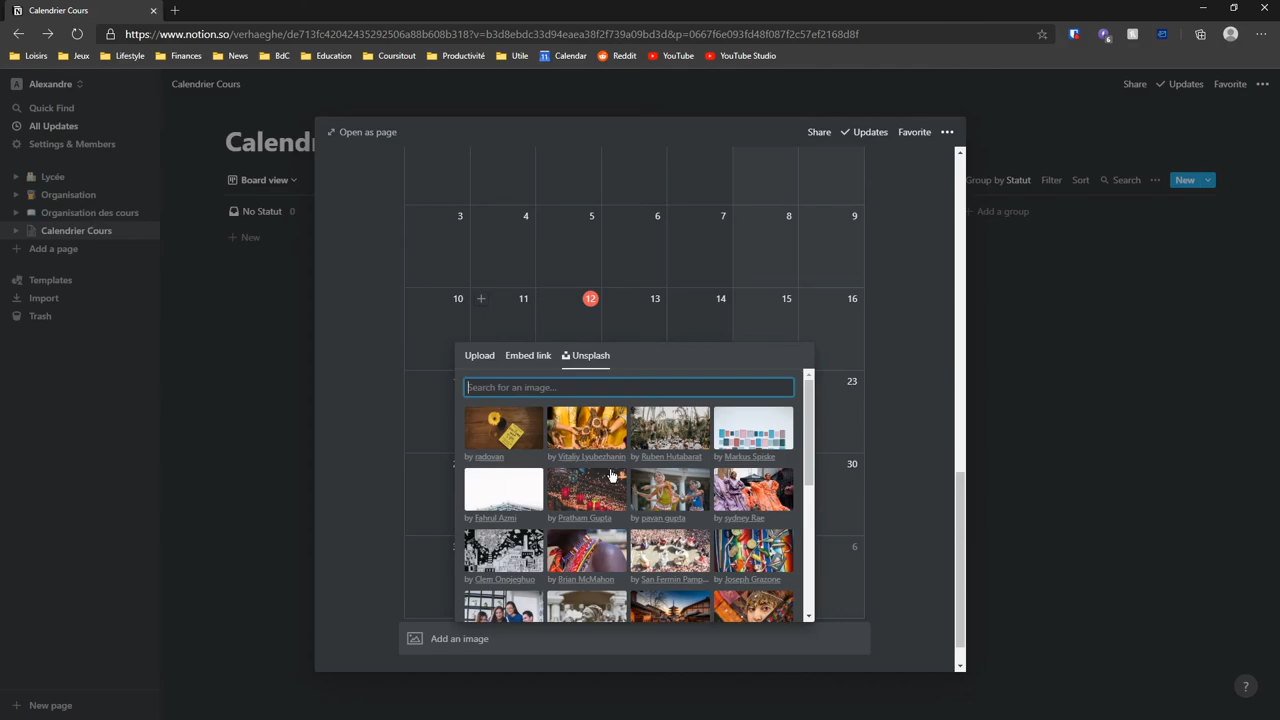 Calendrier Cours
https://www.notion.so/verhaeghe/de713fc42042435292506a88b608b318?v=b3d8ebdc33d94eaea38f2f739a09bd3d&p=0667f6e093fd48f087f2c57ef2168d8f
Loisirs Jeux Lifestyle Finances News BdC Education Coursitout Productivité Utile Calendar Reddit YouTube YouTube Studio
A Alexandre
Calendrier Cours
Share Updates Favorite
Quick Find
All Updates
Settings & Members
Open as page
Share Updates Favorite
Calendr
Lycée
Organisation
Organisation des cours
Calendrier Cours
Add a page
Board view
Group by Statut Filter Sort Search New
No Statut 0
Add a group
New
Templates
Import
Trash
3 4 5 6 7 8 9
10 11 12 13 14 15 16
23
30
6
Upload Embed link Unsplash
Search for an image...
by radovan by Vitaliy Lyubezhanin by Ruben Hutabarat by Markus Spiske
by Fahrul Azmi by Pratham Gupta by pavan gupta by sydney Rae
by Clem Onojeghuo by Brian McMahon by San Fermin Pamp... by Joseph Grazone
Add an image
New page
?